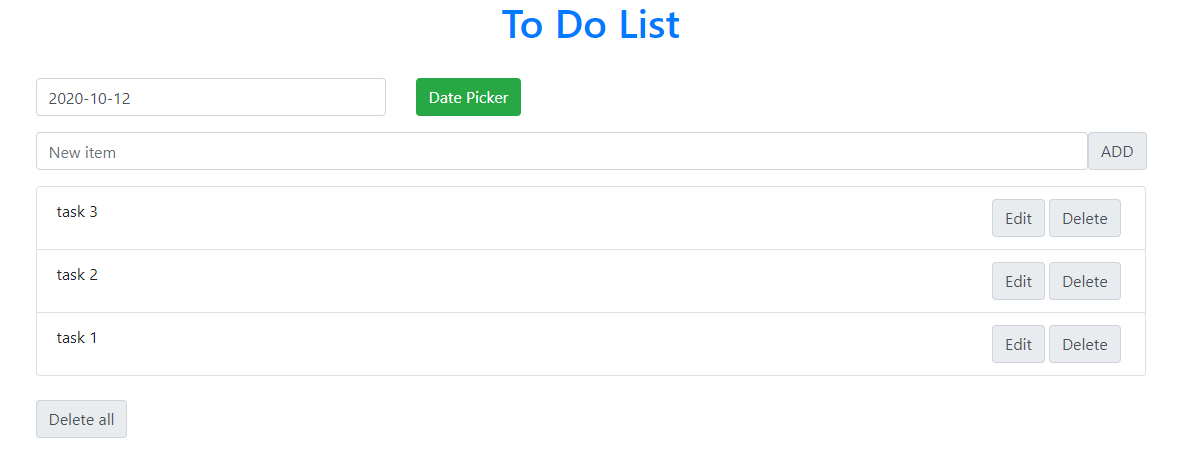 To Do List
2020-10-12 Date Picker
New item ADD
task 3 Edit Delete
task 2 Edit Delete
task 1 Edit Delete
Delete all